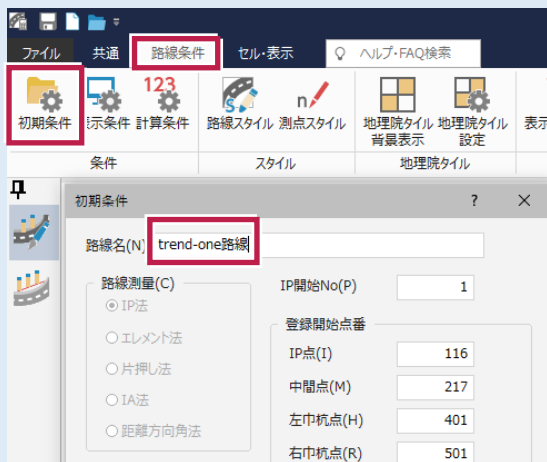 ファイル 共通 路線条件 セル・表示 ヘルプ・FAQ検索
123
初期条件 表示条件 計算条件 路線スタイル 測点スタイル 地理院タイル 背景表示 地理院タイル 設定
条件 スタイル 地理院タイル
初期条件 ? ×
路線名(N) trend-one路線
路線測量(C) IP開始No(P) 1
IP法 登録開始点番
エレメント法 IP点(I) 116
片押し法 中間点(M) 217
IA法 左巾杭点(H) 401
距離方向角法 右巾杭点(R) 501